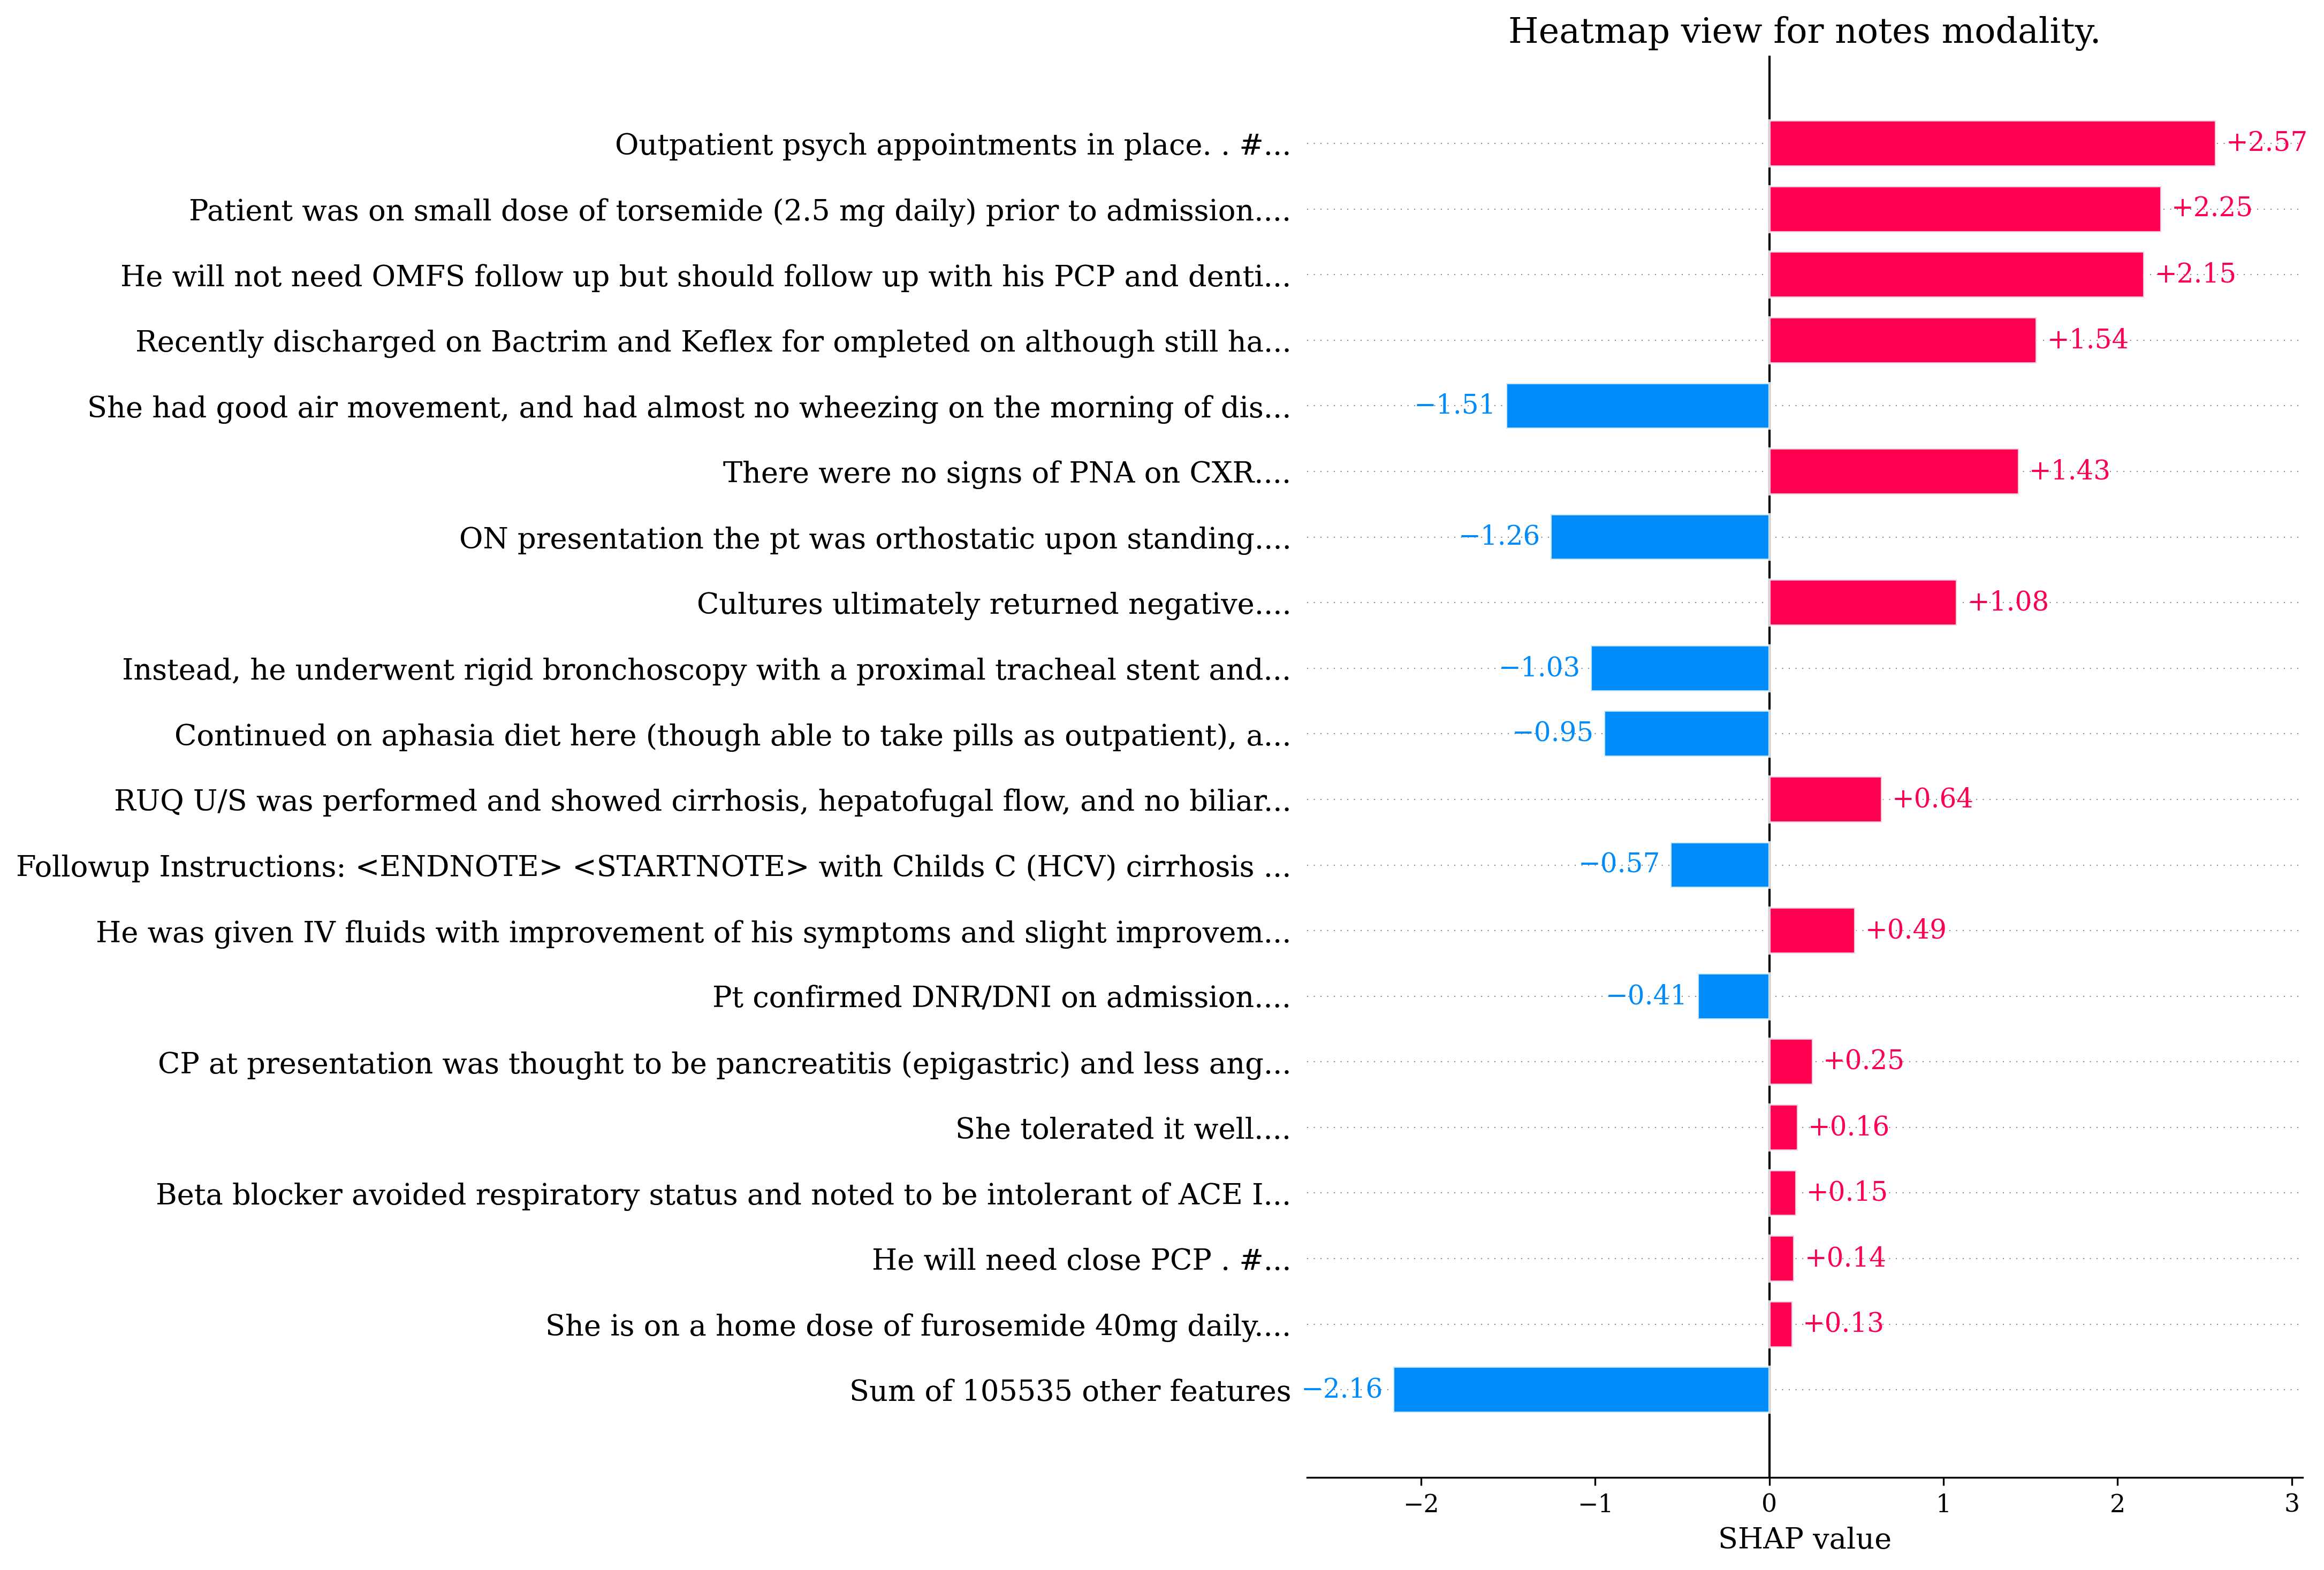 Heatmap view for notes modality.
Outpatient psych appointments in place. . #... +2.57
Patient was on small dose of torsemide (2.5 mg daily) prior to admission.... +2.25
He will not need OMFS follow up but should follow up with his PCP and denti... +2.15
Recently discharged on Bactrim and Keflex for ompleted on although still ha... +1.54
She had good air movement, and had almost no wheezing on the morning of dis... −1.51
There were no signs of PNA on CXR.... +1.43
ON presentation the pt was orthostatic upon standing.... −1.26
Cultures ultimately returned negative.... +1.08
Instead, he underwent rigid bronchoscopy with a proximal tracheal stent and... −1.03
Continued on aphasia diet here (though able to take pills as outpatient), a... −0.95
RUQ U/S was performed and showed cirrhosis, hepatofugal flow, and no biliar... +0.64
Followup Instructions: <ENDNOTE> <STARTNOTE> with Childs C (HCV) cirrhosis ... −0.57
He was given IV fluids with improvement of his symptoms and slight improvem... +0.49
Pt confirmed DNR/DNI on admission.... −0.41
CP at presentation was thought to be pancreatitis (epigastric) and less ang... +0.25
She tolerated it well.... +0.16
Beta blocker avoided respiratory status and noted to be intolerant of ACE I... +0.15
He will need close PCP . #... +0.14
She is on a home dose of furosemide 40mg daily.... +0.13
Sum of 105535 other features −2.16
−2 −1 0 1 2 3
SHAP value